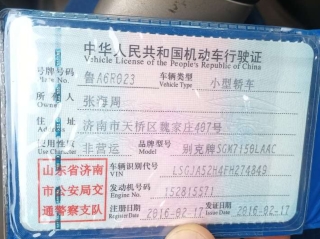 中华人民共和国机动车行驶证
Vehicle License of the People's Republic of China
号牌号码 鲁A6R023 车辆类型 小型轿车
Vehicle Type
所有人 张海周
Owner
住址 济南市天桥区魏家庄407号
Address
使用性质 非营运 品牌型号 别克牌SGM7150LAAC
Use Character Model
山东省济南
市公安局交
通警察支队
车辆识别代号
VIN
发动机号码
Engine No.
注册日期 2016-02-17 发证日期 2016-02-17
Register Date Issue Date